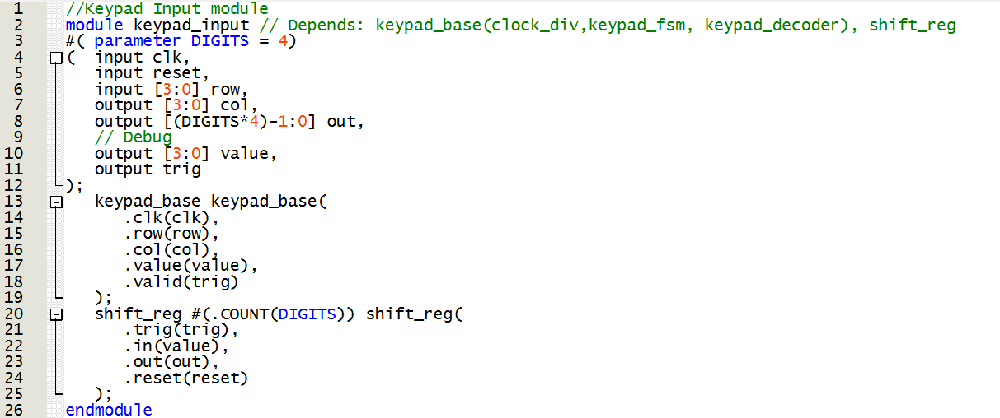 1 //Keypad Input module
2 module keypad_input // Depends: keypad_base(clock_div,keypad_fsm, keypad_decoder), shift_reg
3 #( parameter DIGITS = 4)
4 ( input clk,
5 input reset,
6 input [3:0] row,
7 output [3:0] col,
8 output [(DIGITS*4)-1:0] out,
9 // Debug
10 output [3:0] value,
11 output trig
12 );
13 keypad_base keypad_base(
14 .clk(clk),
15 .row(row),
16 .col(col),
17 .value(value),
18 .valid(trig)
19 );
20 shift_reg #(.COUNT(DIGITS)) shift_reg(
21 .trig(trig),
22 .in(value),
23 .out(out),
24 .reset(reset)
25 );
26 endmodule